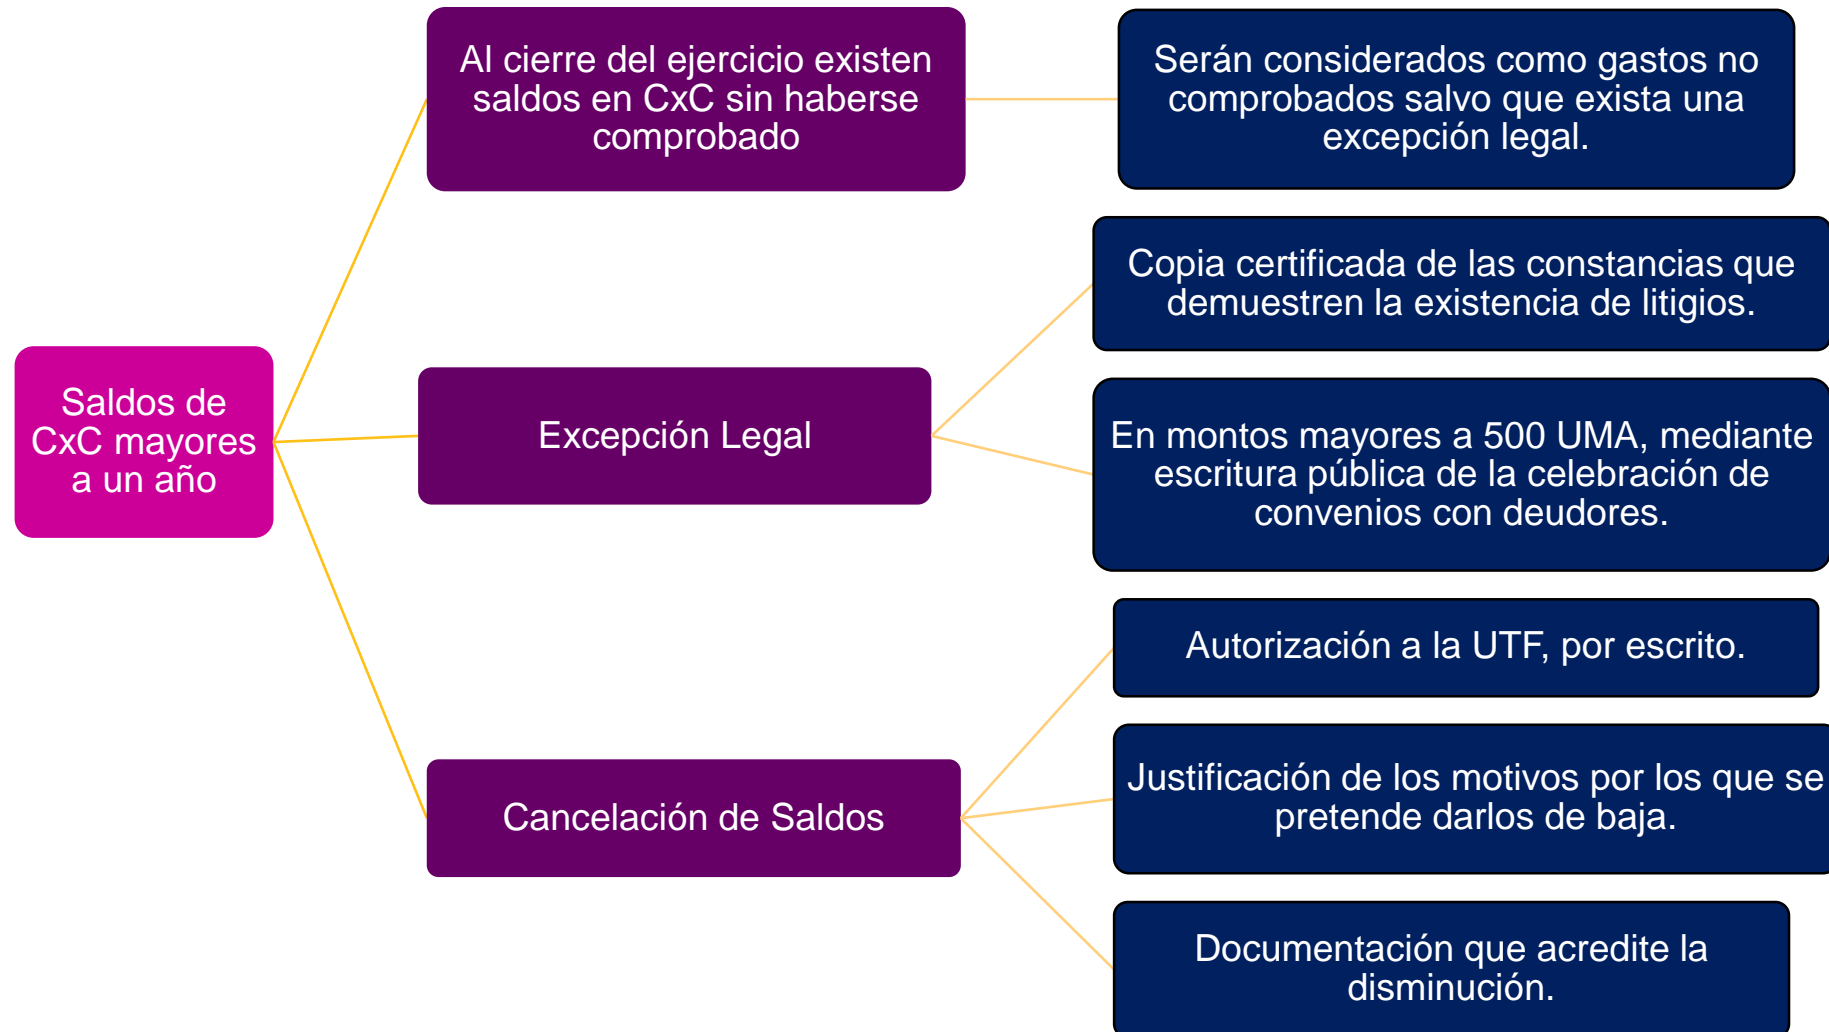 Al cierre del ejercicio existen
saldos en CxC sin haberse
comprobado
Serán considerados como gastos no
comprobados salvo que exista una
excepción legal.
Saldos de
CxC mayores
a un año
Excepción Legal
Copia certificada de las constancias que
demuestren la existencia de litigios.
En montos mayores a 500 UMA, mediante
escritura pública de la celebración de
convenios con deudores.
Cancelación de Saldos
Autorización a la UTF, por escrito.
Justificación de los motivos por los que se
pretende darlos de baja.
Documentación que acredite la
disminución.